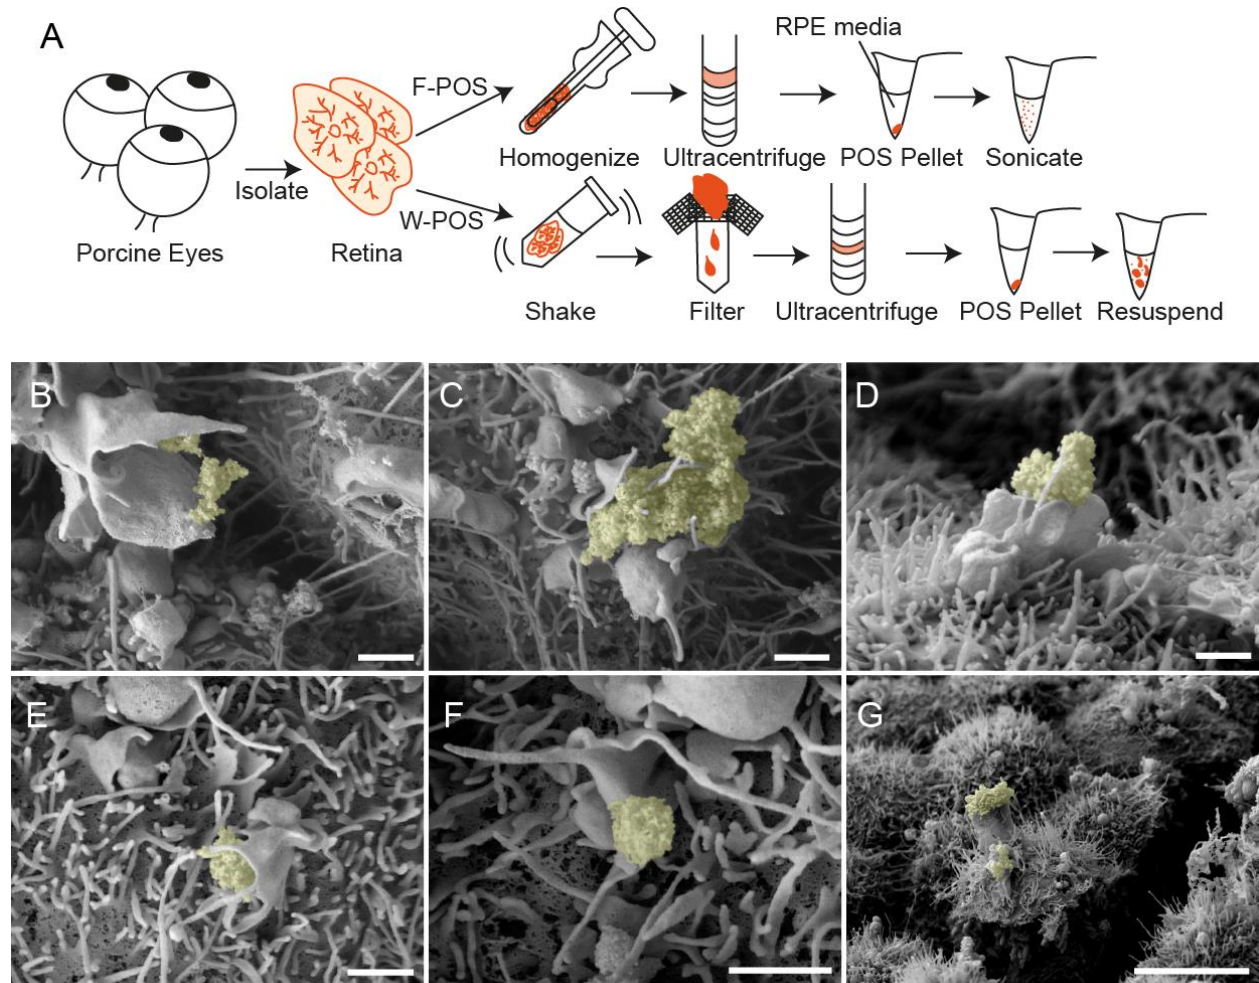 A
RPE media
F-POS
Homogenize
Ultracentrifuge
POS Pellet
Sonicate
Isolate
W-POS
Porcine Eyes
Retina
Shake
Filter
Ultracentrifuge
POS Pellet
Resuspend
B
C
D
E
F
G